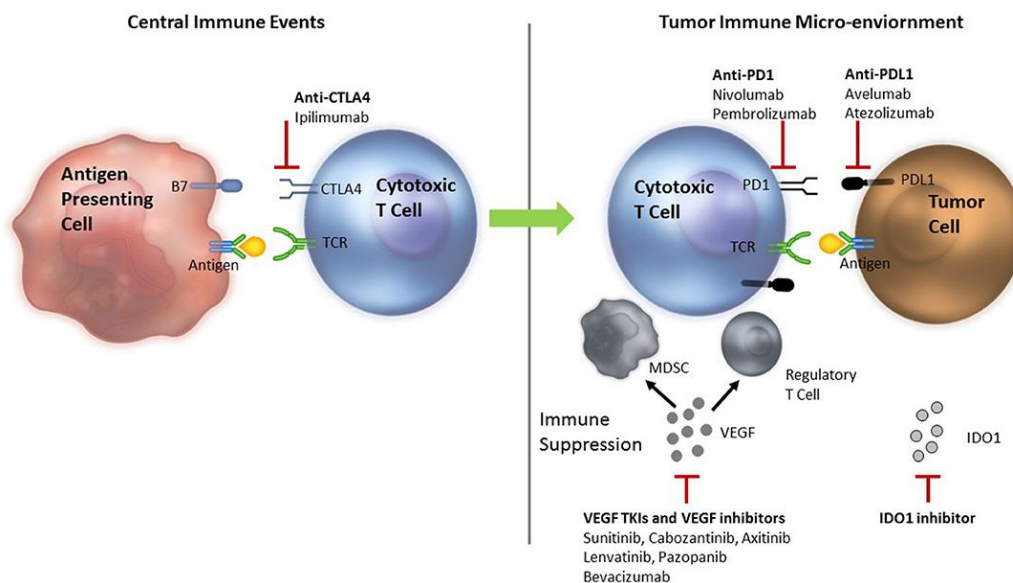 Central Immune Events
Anti-CTLA4
Ipilimumab
Antigen
Presenting
Cell
B7
CTLA4
Cytotoxic
T Cell
TCR
Antigen
Tumor Immune Micro-enviornment
Anti-PD1
Nivolumab
Pembrolizumab
Anti-PDL1
Avelumab
Atezolizumab
Cytotoxic
T Cell
PD1
PDL1
Tumor
Cell
TCR
Antigen
MDSC
Regulatory
T Cell
Immune
Suppression
VEGF
IDO1
VEGF TKIs and VEGF inhibitors
Sunitinib, Cabozantinib, Axitinib
Lenvatinib, Pazopanib
Bevacizumab
IDO1 inhibitor